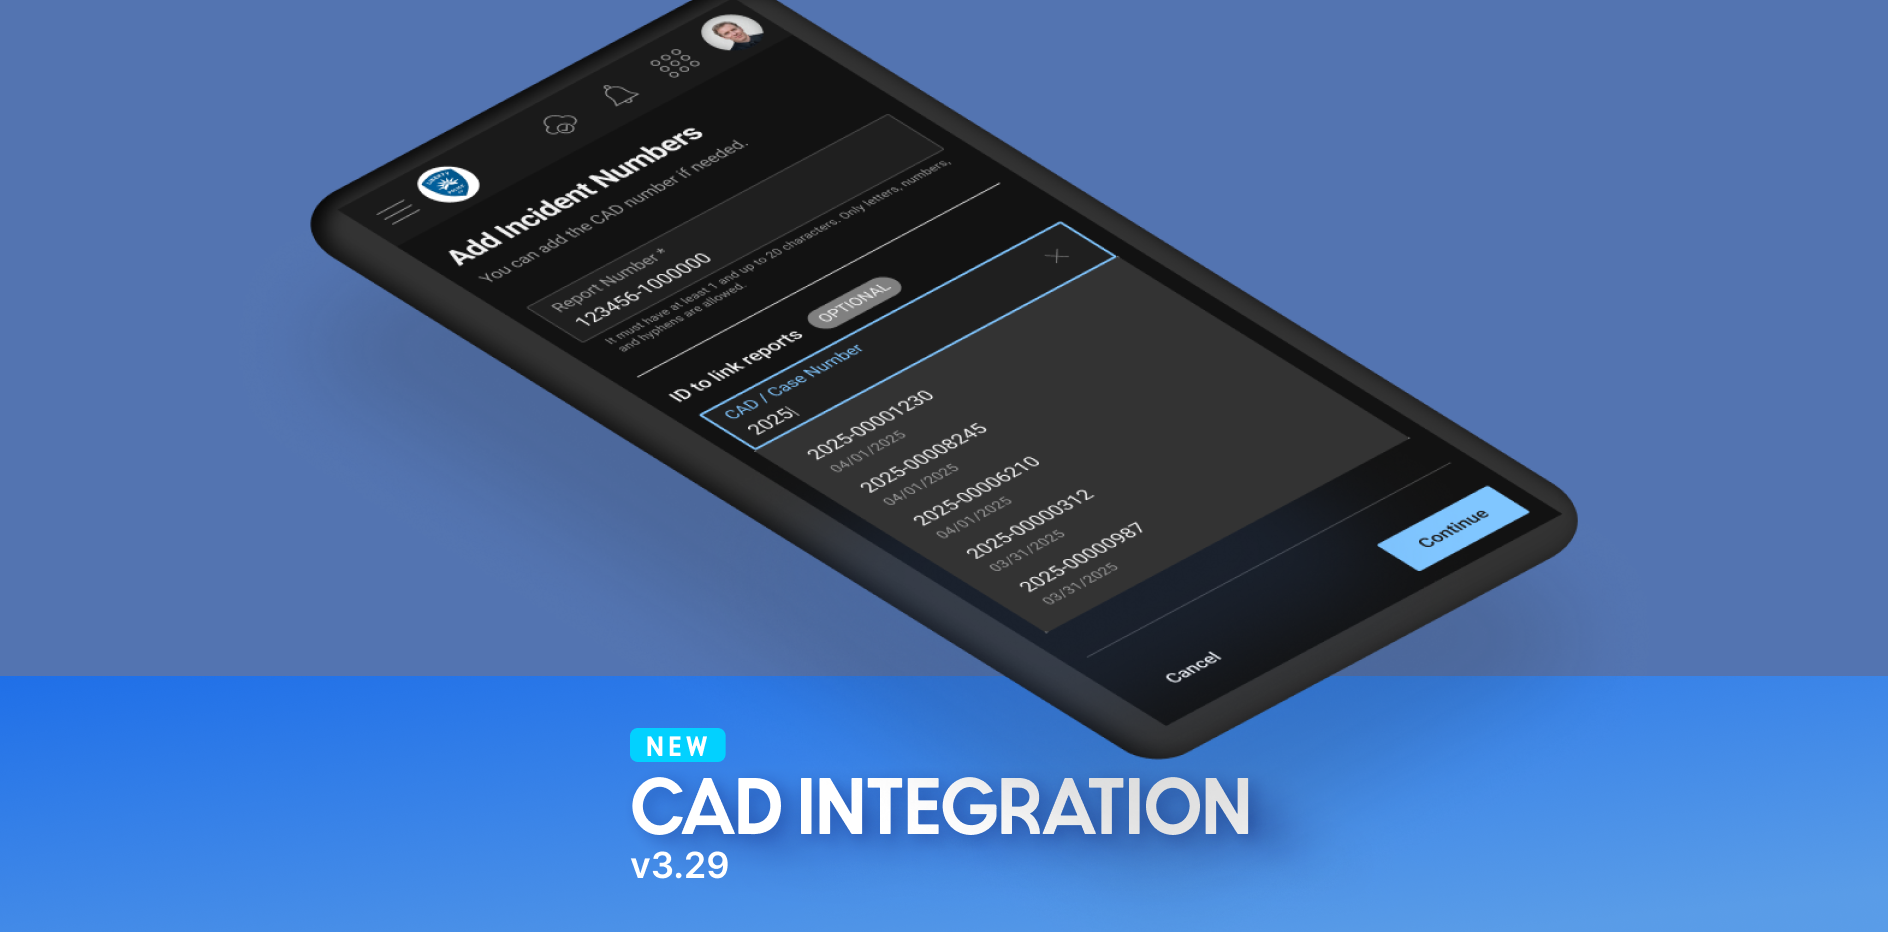 LIBERTY
POLICE
Add Incident Numbers
You can add the CAD number if needed.
Report Number *
123456-1000000
It must have at least 1 and up to 20 characters. Only letters, numbers,
and hyphens are allowed.
ID to link reports
OPTIONAL
CAD / Case Number
2025
2025-00001230
04/01/2025
2025-00008245
04/01/2025
2025-00006210
04/01/2025
2025-00000312
03/31/2025
2025-00000987
03/31/2025
Continue
Cancel
NEW
CAD INTEGRATION
v3.29